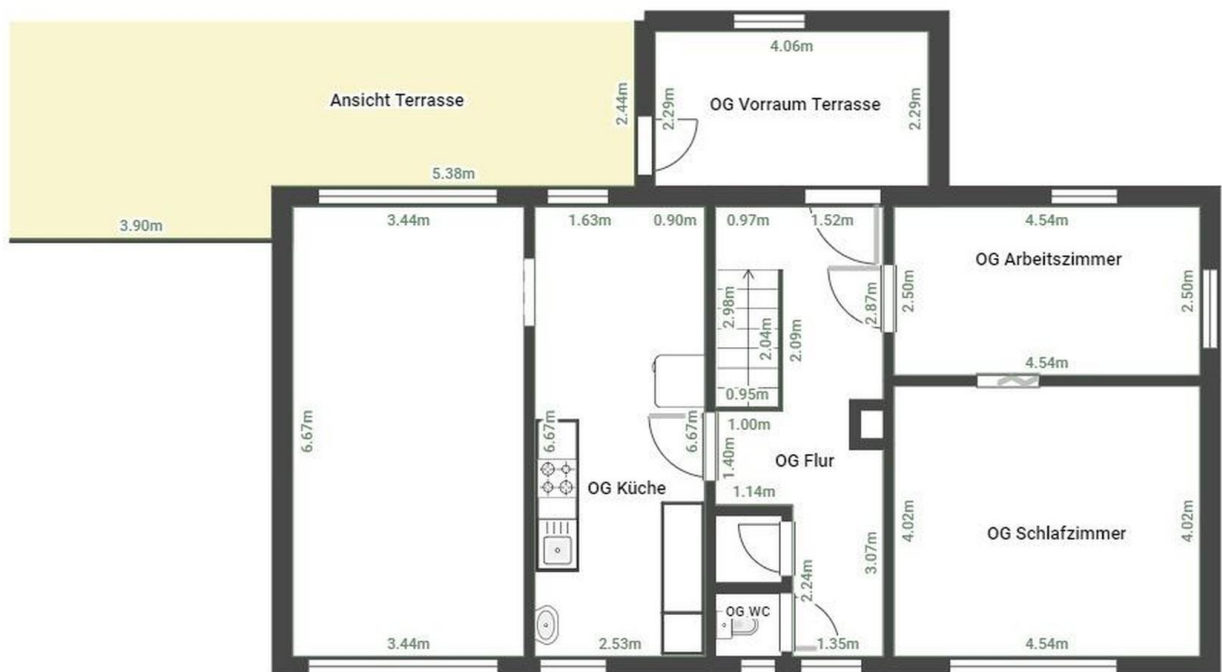 4.06m
Ansicht Terrasse
2.44m
2.29m
OG Vorraum Terrasse
2.29m
5.38m
3.90m
3.44m
1.63m
0.90m
0.97m
1.52m
4.54m
OG Arbeitszimmer
2.98m
2.04m
2.09m
2.87m
2.50m
2.50m
4.54m
0.95m
1.00m
6.67m
6.67m
6.67m
1.40m
OG Flur
OG Küche
1.14m
4.02m
OG Schlafzimmer
4.02m
3.07m
2.24m
OG WC
3.44m
2.53m
1.35m
4.54m